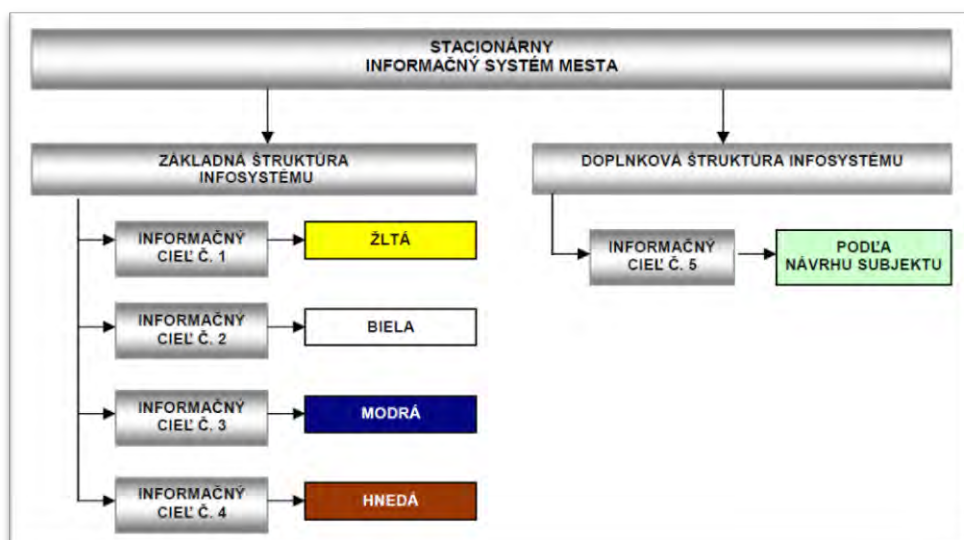 STACIONÁRNY
INFORMAČNÝ SYSTÉM MESTA
ZÁKLADNÁ ŠTRUKTÚRA
INFOSYSTÉMU
INFORMAČNÝ
CIEĽ Č. 1
ŽLTÁ
INFORMAČNÝ
CIEĽ Č. 2
BIELA
INFORMAČNÝ
CIEĽ Č. 3
MODRÁ
INFORMAČNÝ
CIEĽ Č. 4
HNEDÁ
DOPLNKOVÁ ŠTRUKTÚRA INFOSYSTÉMU
INFORMAČNÝ
CIEĽ Č. 5
PODĽA
NÁVRHU SUBJEKTU